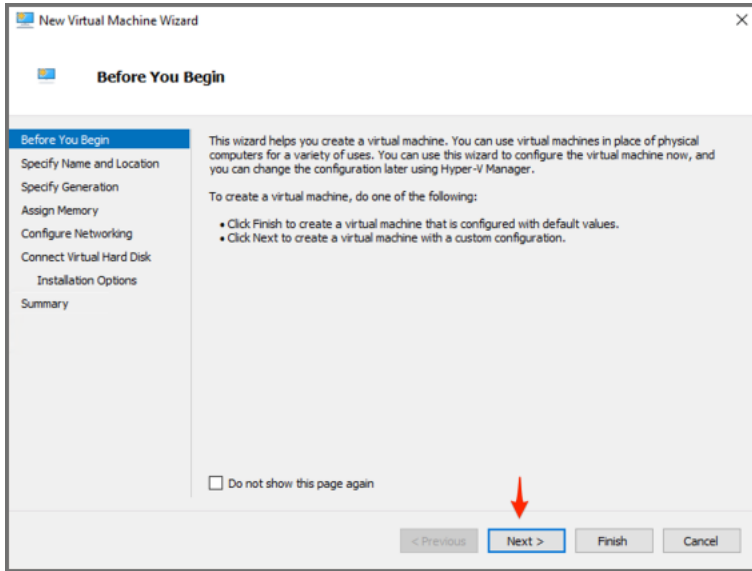 New Virtual Machine Wizard
Before You Begin
Before You Begin
Specify Name and Location
Specify Generation
Assign Memory
Configure Networking
Connect Virtual Hard Disk
Installation Options
Summary
This wizard helps you create a virtual machine. You can use virtual machines in place of physical
computers for a variety of uses. You can use this wizard to configure the virtual machine now, and
you can change the configuration later using Hyper-V Manager.
To create a virtual machine, do one of the following:
• Click Finish to create a virtual machine that is configured with default values.
• Click Next to create a virtual machine with a custom configuration.
Do not show this page again
< Previous Next > Finish Cancel